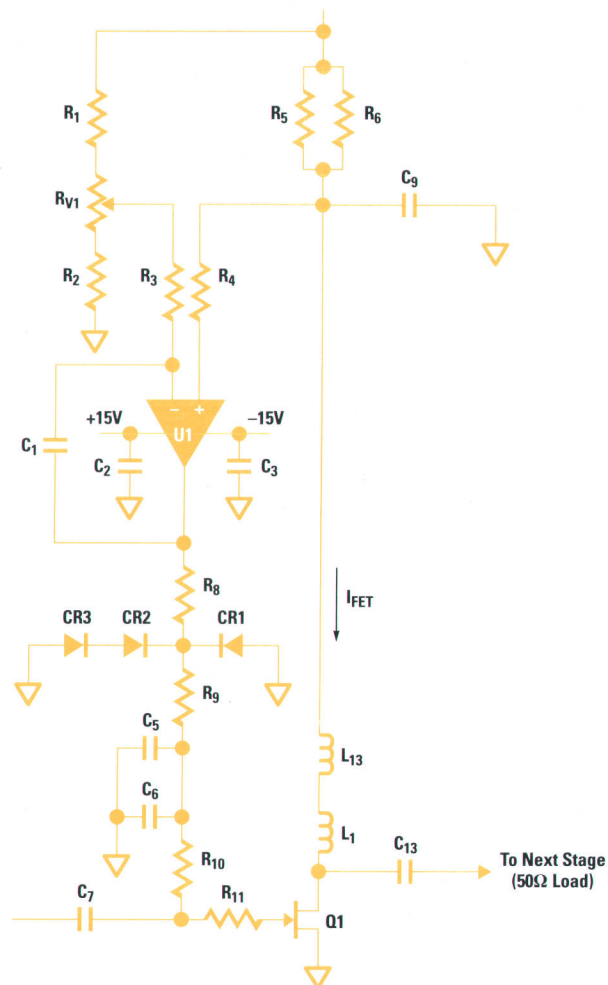 R1
R5
R6
RV1
C9
R2
R3
R4
+15V
− +
−15V
U1
C1
C2
C3
R8
IFET
CR3
CR2
CR1
R9
C5
L13
C6
L1
R10
C13
To Next Stage
(50Ω Load)
C7
R11
Q1